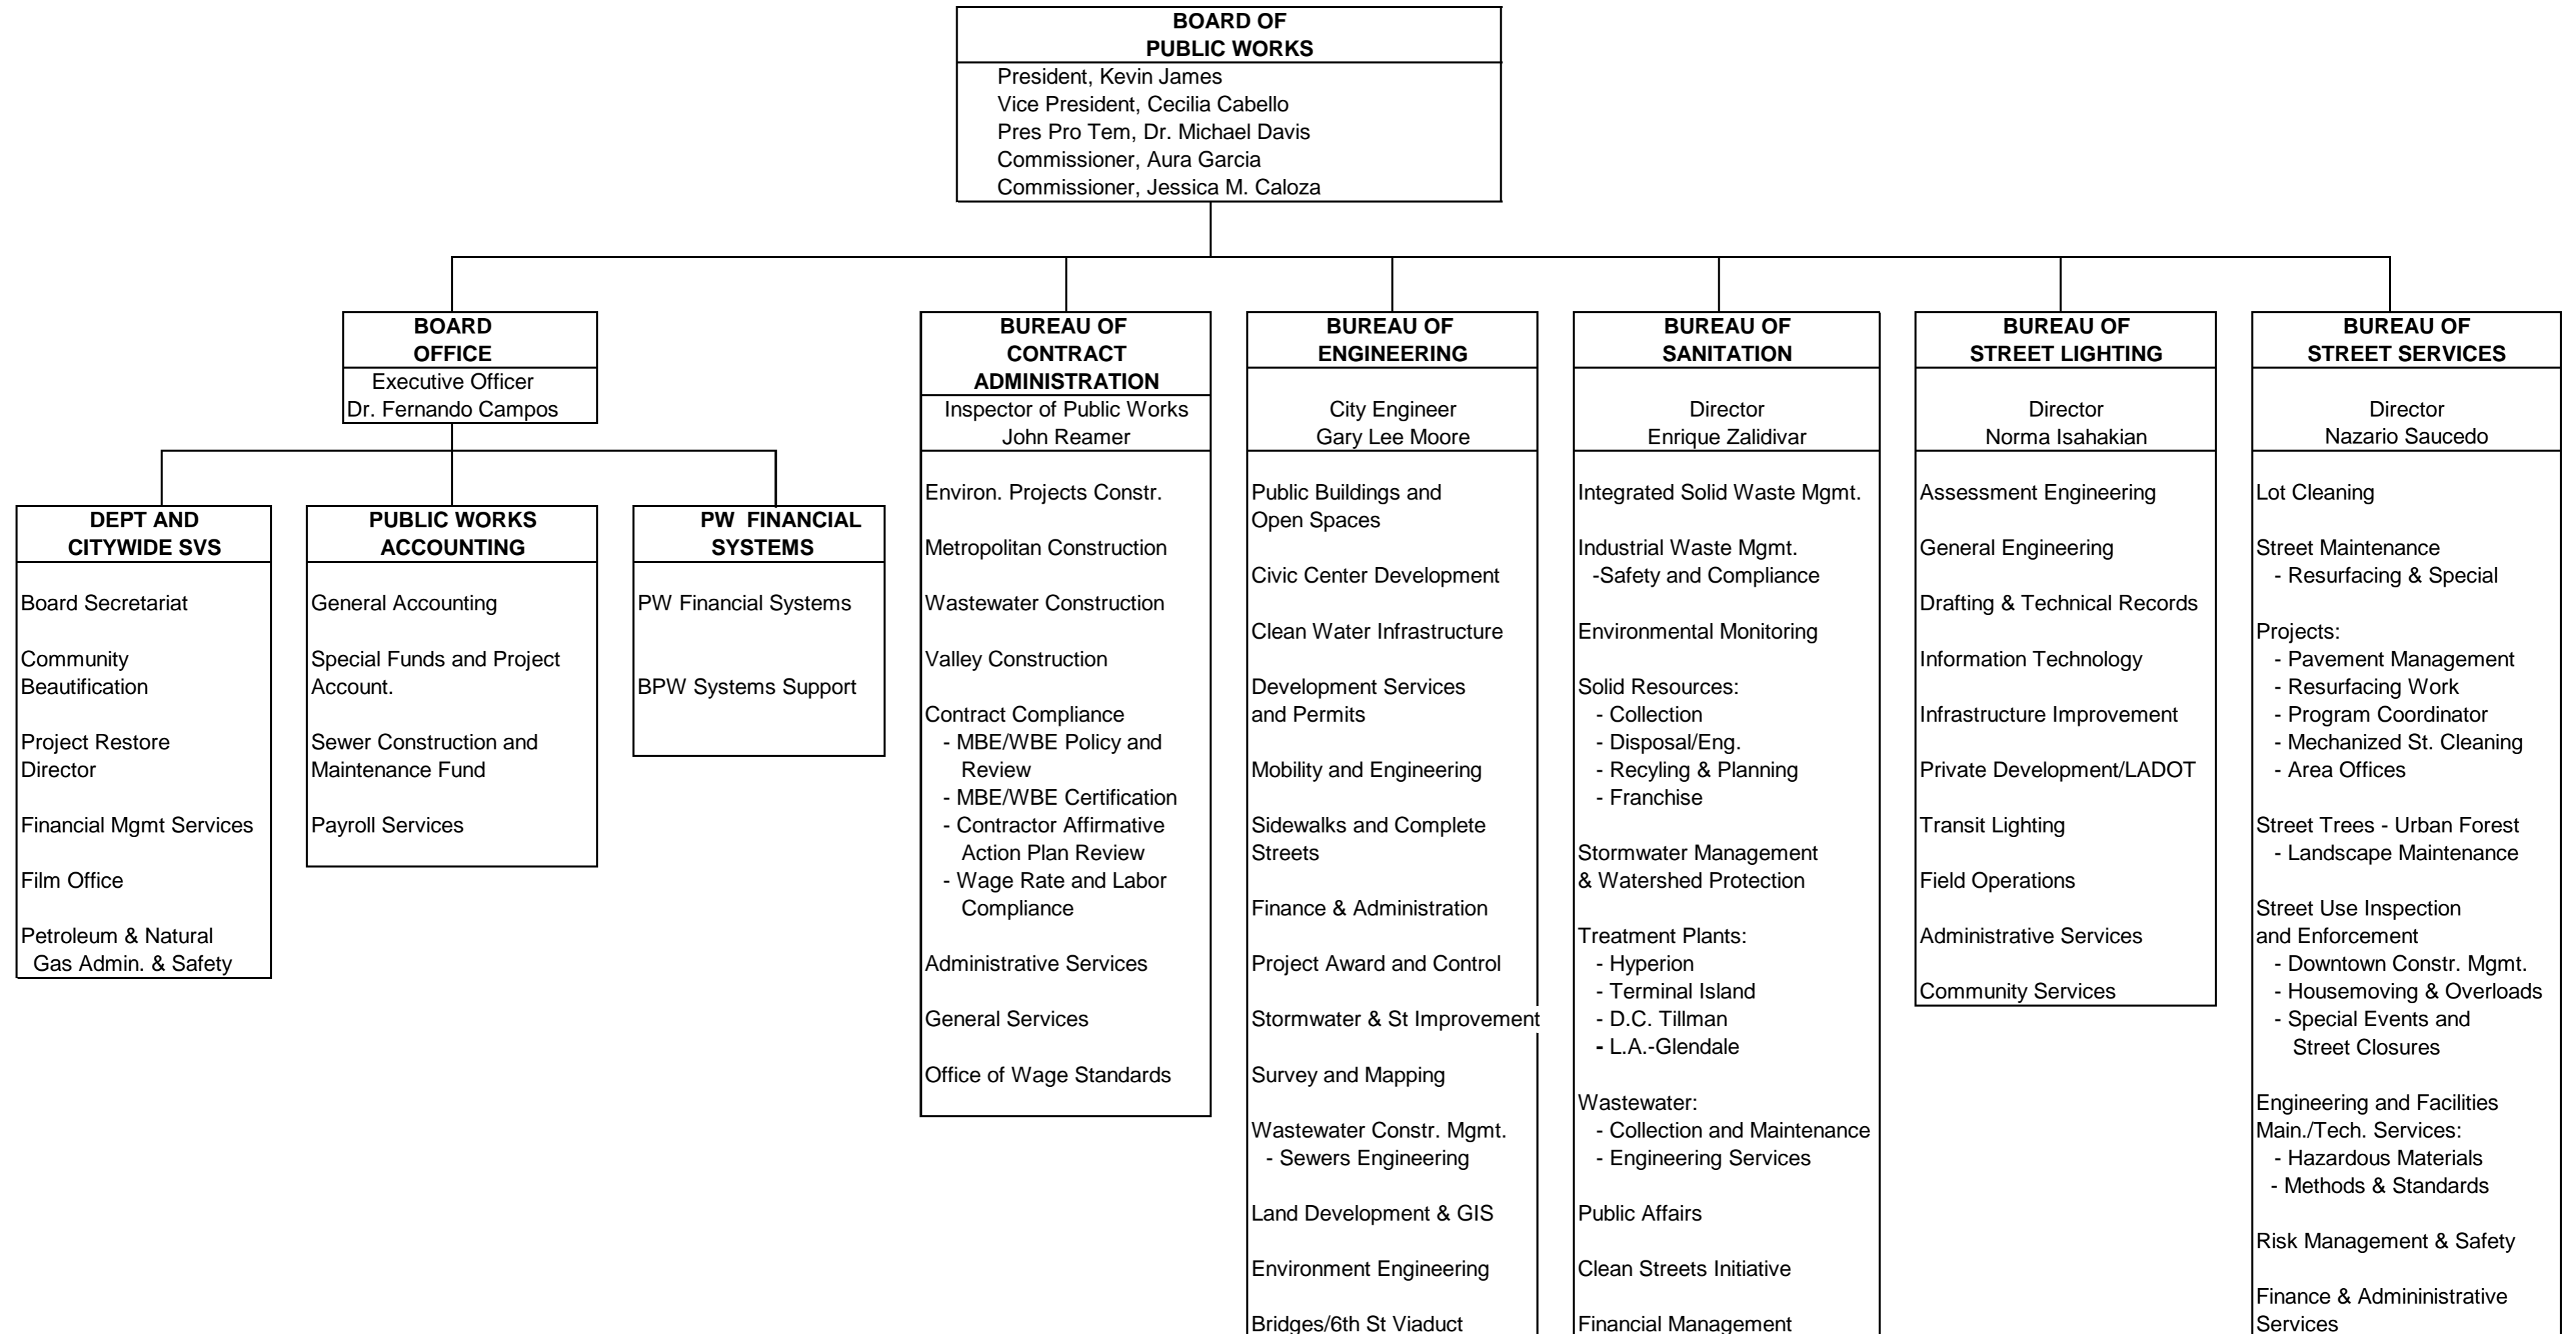 BOARD OF
PUBLIC WORKS
President, Kevin James
Vice President, Cecilia Cabello
Pres Pro Tem, Dr. Michael Davis
Commissioner, Aura Garcia
Commissioner, Jessica M. Caloza
BOARD
OFFICE
Executive Officer
Dr. Fernando Campos
DEPT AND
CITYWIDE SVS
Board Secretariat
Community
Beautification
Project Restore
Director
Financial Mgmt Services
Film Office
Petroleum & Natural
Gas Admin. & Safety
PUBLIC WORKS
ACCOUNTING
General Accounting
Special Funds and Project
Account.
Sewer Construction and
Maintenance Fund
Payroll Services
PW FINANCIAL
SYSTEMS
PW Financial Systems
BPW Systems Support
BUREAU OF
CONTRACT
ADMINISTRATION
Inspector of Public Works
John Reamer
Environ. Projects Constr.
Metropolitan Construction
Wastewater Construction
Valley Construction
Contract Compliance
- MBE/WBE Policy and
Review
- MBE/WBE Certification
- Contractor Affirmative
Action Plan Review
- Wage Rate and Labor
Compliance
Administrative Services
General Services
Office of Wage Standards
BUREAU OF
ENGINEERING
City Engineer
Gary Lee Moore
Public Buildings and
Open Spaces
Civic Center Development
Clean Water Infrastructure
Development Services
and Permits
Mobility and Engineering
Sidewalks and Complete
Streets
Finance & Administration
Project Award and Control
Stormwater & St Improvement
Survey and Mapping
Wastewater Constr. Mgmt.
- Sewers Engineering
Land Development & GIS
Environment Engineering
Bridges/6th St Viaduct
BUREAU OF
SANITATION
Director
Enrique Zalidivar
Integrated Solid Waste Mgmt.
Industrial Waste Mgmt.
-Safety and Compliance
Environmental Monitoring
Solid Resources:
- Collection
- Disposal/Eng.
- Recyling & Planning
- Franchise
Stormwater Management
& Watershed Protection
Treatment Plants:
- Hyperion
- Terminal Island
- D.C. Tillman
- L.A.-Glendale
Wastewater:
- Collection and Maintenance
- Engineering Services
Public Affairs
Clean Streets Initiative
Financial Management
BUREAU OF
STREET LIGHTING
Director
Norma Isahakian
Assessment Engineering
General Engineering
Drafting & Technical Records
Information Technology
Infrastructure Improvement
Private Development/LADOT
Transit Lighting
Field Operations
Administrative Services
Community Services
BUREAU OF
STREET SERVICES
Director
Nazario Saucedo
Lot Cleaning
Street Maintenance
- Resurfacing & Special
Projects:
- Pavement Management
- Resurfacing Work
- Program Coordinator
- Mechanized St. Cleaning
- Area Offices
Street Trees - Urban Forest
- Landscape Maintenance
Street Use Inspection
and Enforcement
- Downtown Constr. Mgmt.
- Housemoving & Overloads
- Special Events and
Street Closures
Engineering and Facilities
Main./Tech. Services:
- Hazardous Materials
- Methods & Standards
Risk Management & Safety
Finance & Admininistrative
Services